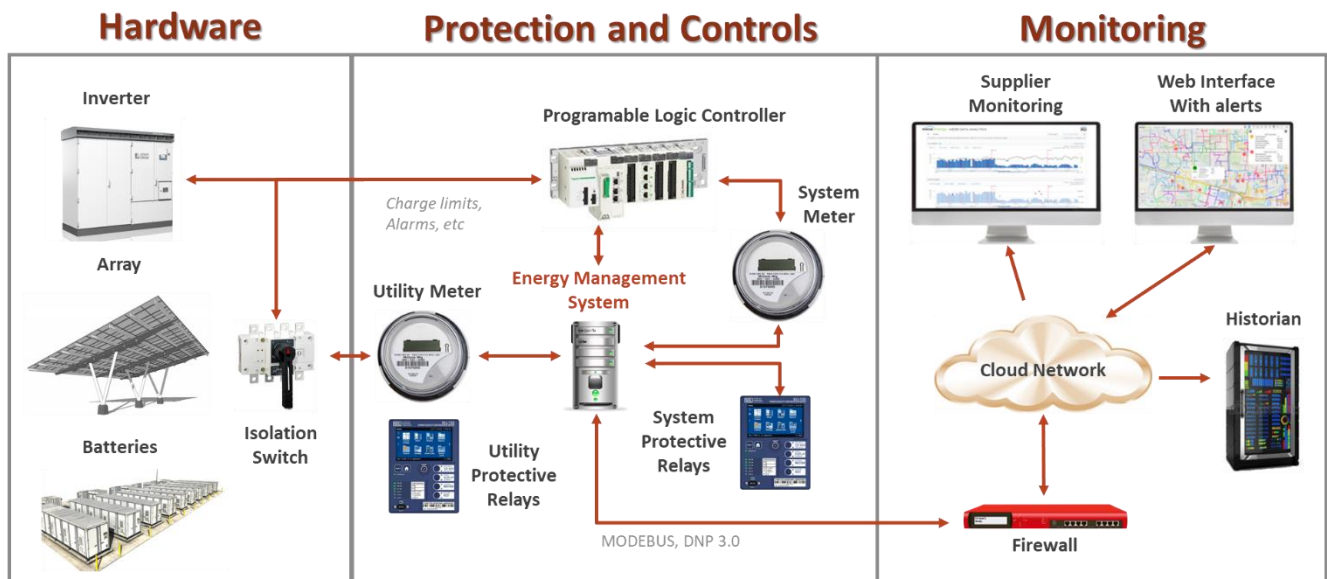 Hardware
Protection and Controls
Monitoring
Inverter
Array
Batteries
Isolation
Switch
Programable Logic Controller
Charge limits,
Alarms, etc
System
Meter
Energy Management
System
Utility Meter
Utility
Protective
Relays
System
Protective
Relays
MODEBUS, DNP 3.0
Supplier
Monitoring
Web Interface
With alerts
Cloud Network
Historian
Firewall